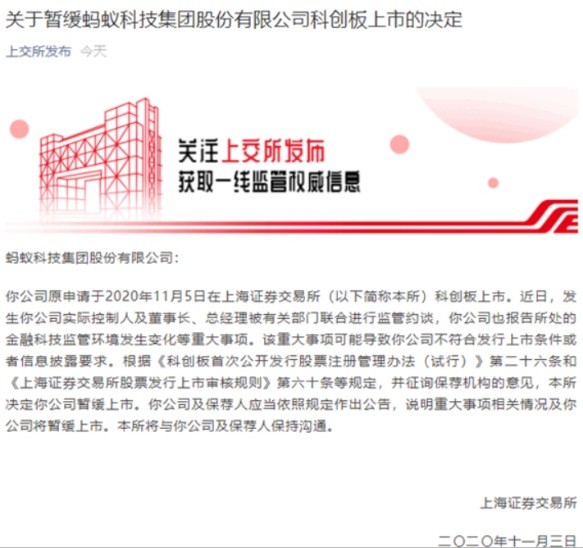 关于暂缓蚂蚁科技集团股份有限公司科创板上市的决定
上交所发布 今天
关注上交所发布
获取一线监管权威信息
蚂蚁科技集团股份有限公司：
你公司原申请于2020年11月5日在上海证券交易所（以下简称本所）科创板上市。近日，发
生你公司实际控制人及董事长、总经理被有关部门联合进行监管约谈，你公司也报告所处的
金融科技监管环境发生变化等重大事项。该重大事项可能导致你公司不符合发行上市条件或
者信息披露要求。根据《科创板首次公开发行股票注册管理办法（试行）》第二十六条和
《上海证券交易所股票发行上市审核规则》第六十条等规定，并征询保荐机构的意见，本所
决定你公司暂缓上市。你公司及保荐人应当依照规定作出公告，说明重大事项相关情况及你
公司将暂缓上市。本所将与你公司及保荐人保持沟通。
上海证券交易所
二〇二〇年十一月三日